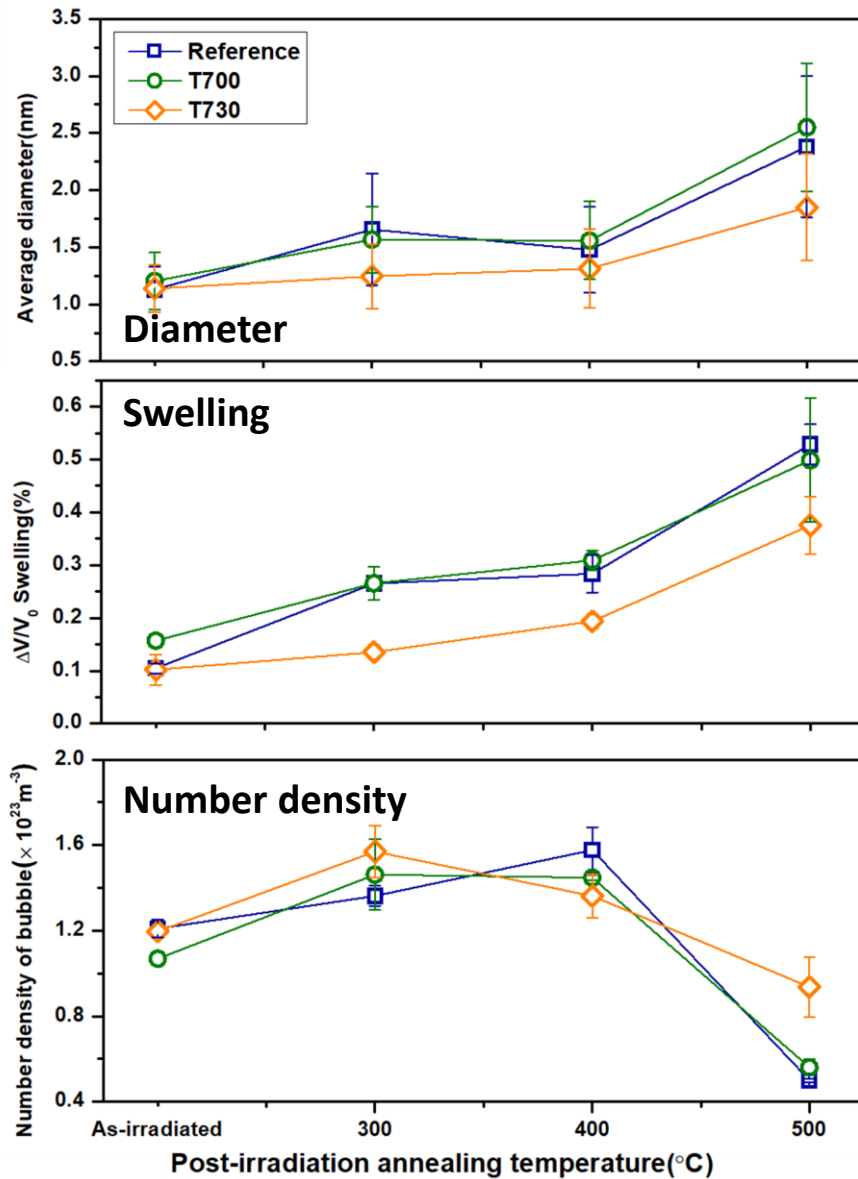 3.5
3.0
2.5
2.0
1.5
1.0
0.5
Average diameter(nm)
Reference
T700
T730
Diameter
0.6
0.5
0.4
0.3
0.2
0.1
0.0
ΔV/V₀ Swelling(%)
Swelling
2.0
1.6
1.2
0.8
0.4
Number density of bubble(× 10²³m⁻³)
Number density
As-irradiated 300 400 500
Post-irradiation annealing temperature(°C)